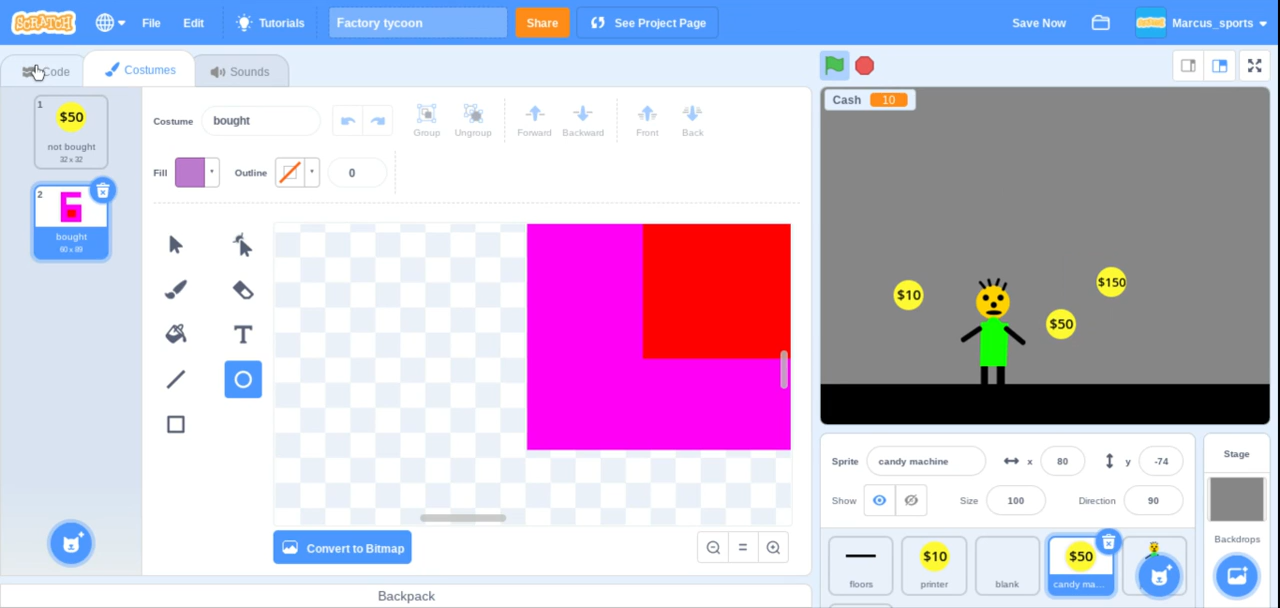 SCRATCH File Edit Tutorials Factory tycoon Share See Project Page Save Now Marcus_sports
Code Costumes Sounds
Cash 10
1
$50
not bought
32 x 32
2
bought
60 x 89
Costume bought Group Ungroup Forward Backward Front Back
Fill Outline 0
T
Convert to Bitmap
$10
$50
$150
Sprite candy machine x 80 y -74
Show Size 100 Direction 90
floors
$10
printer
blank
$50
candy ma...
Stage
Backdrops
Backpack